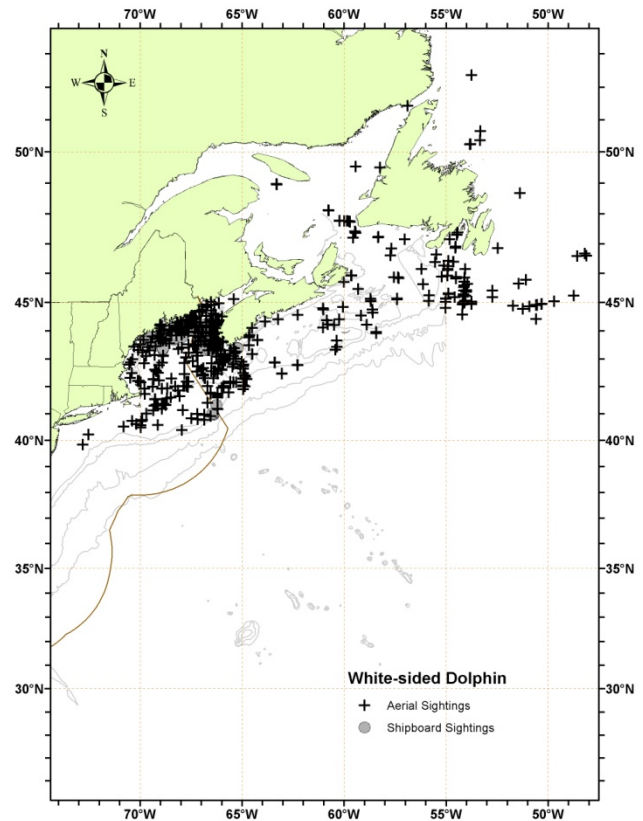 70°W 65°W 60°W 55°W 50°W
N
W E
S
50°N 50°N
45°N 45°N
40°N 40°N
35°N 35°N
30°N 30°N
White-sided Dolphin
Aerial Sightings
Shipboard Sightings
70°W 65°W 60°W 55°W 50°W